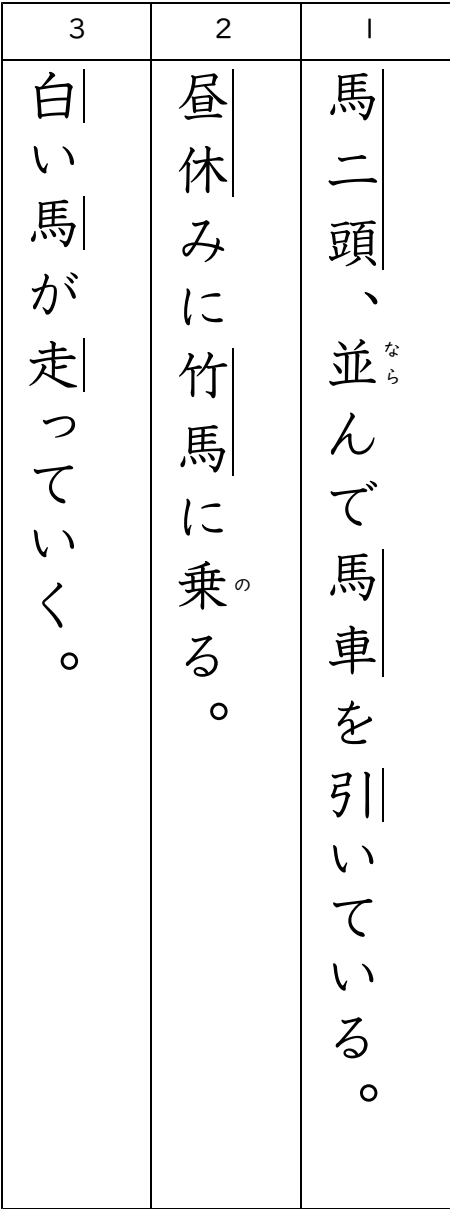 1
馬二頭、並んで馬車を引いている。
なら
2
昼休みに竹馬に乗る。
の
3
白い馬が走っていく。